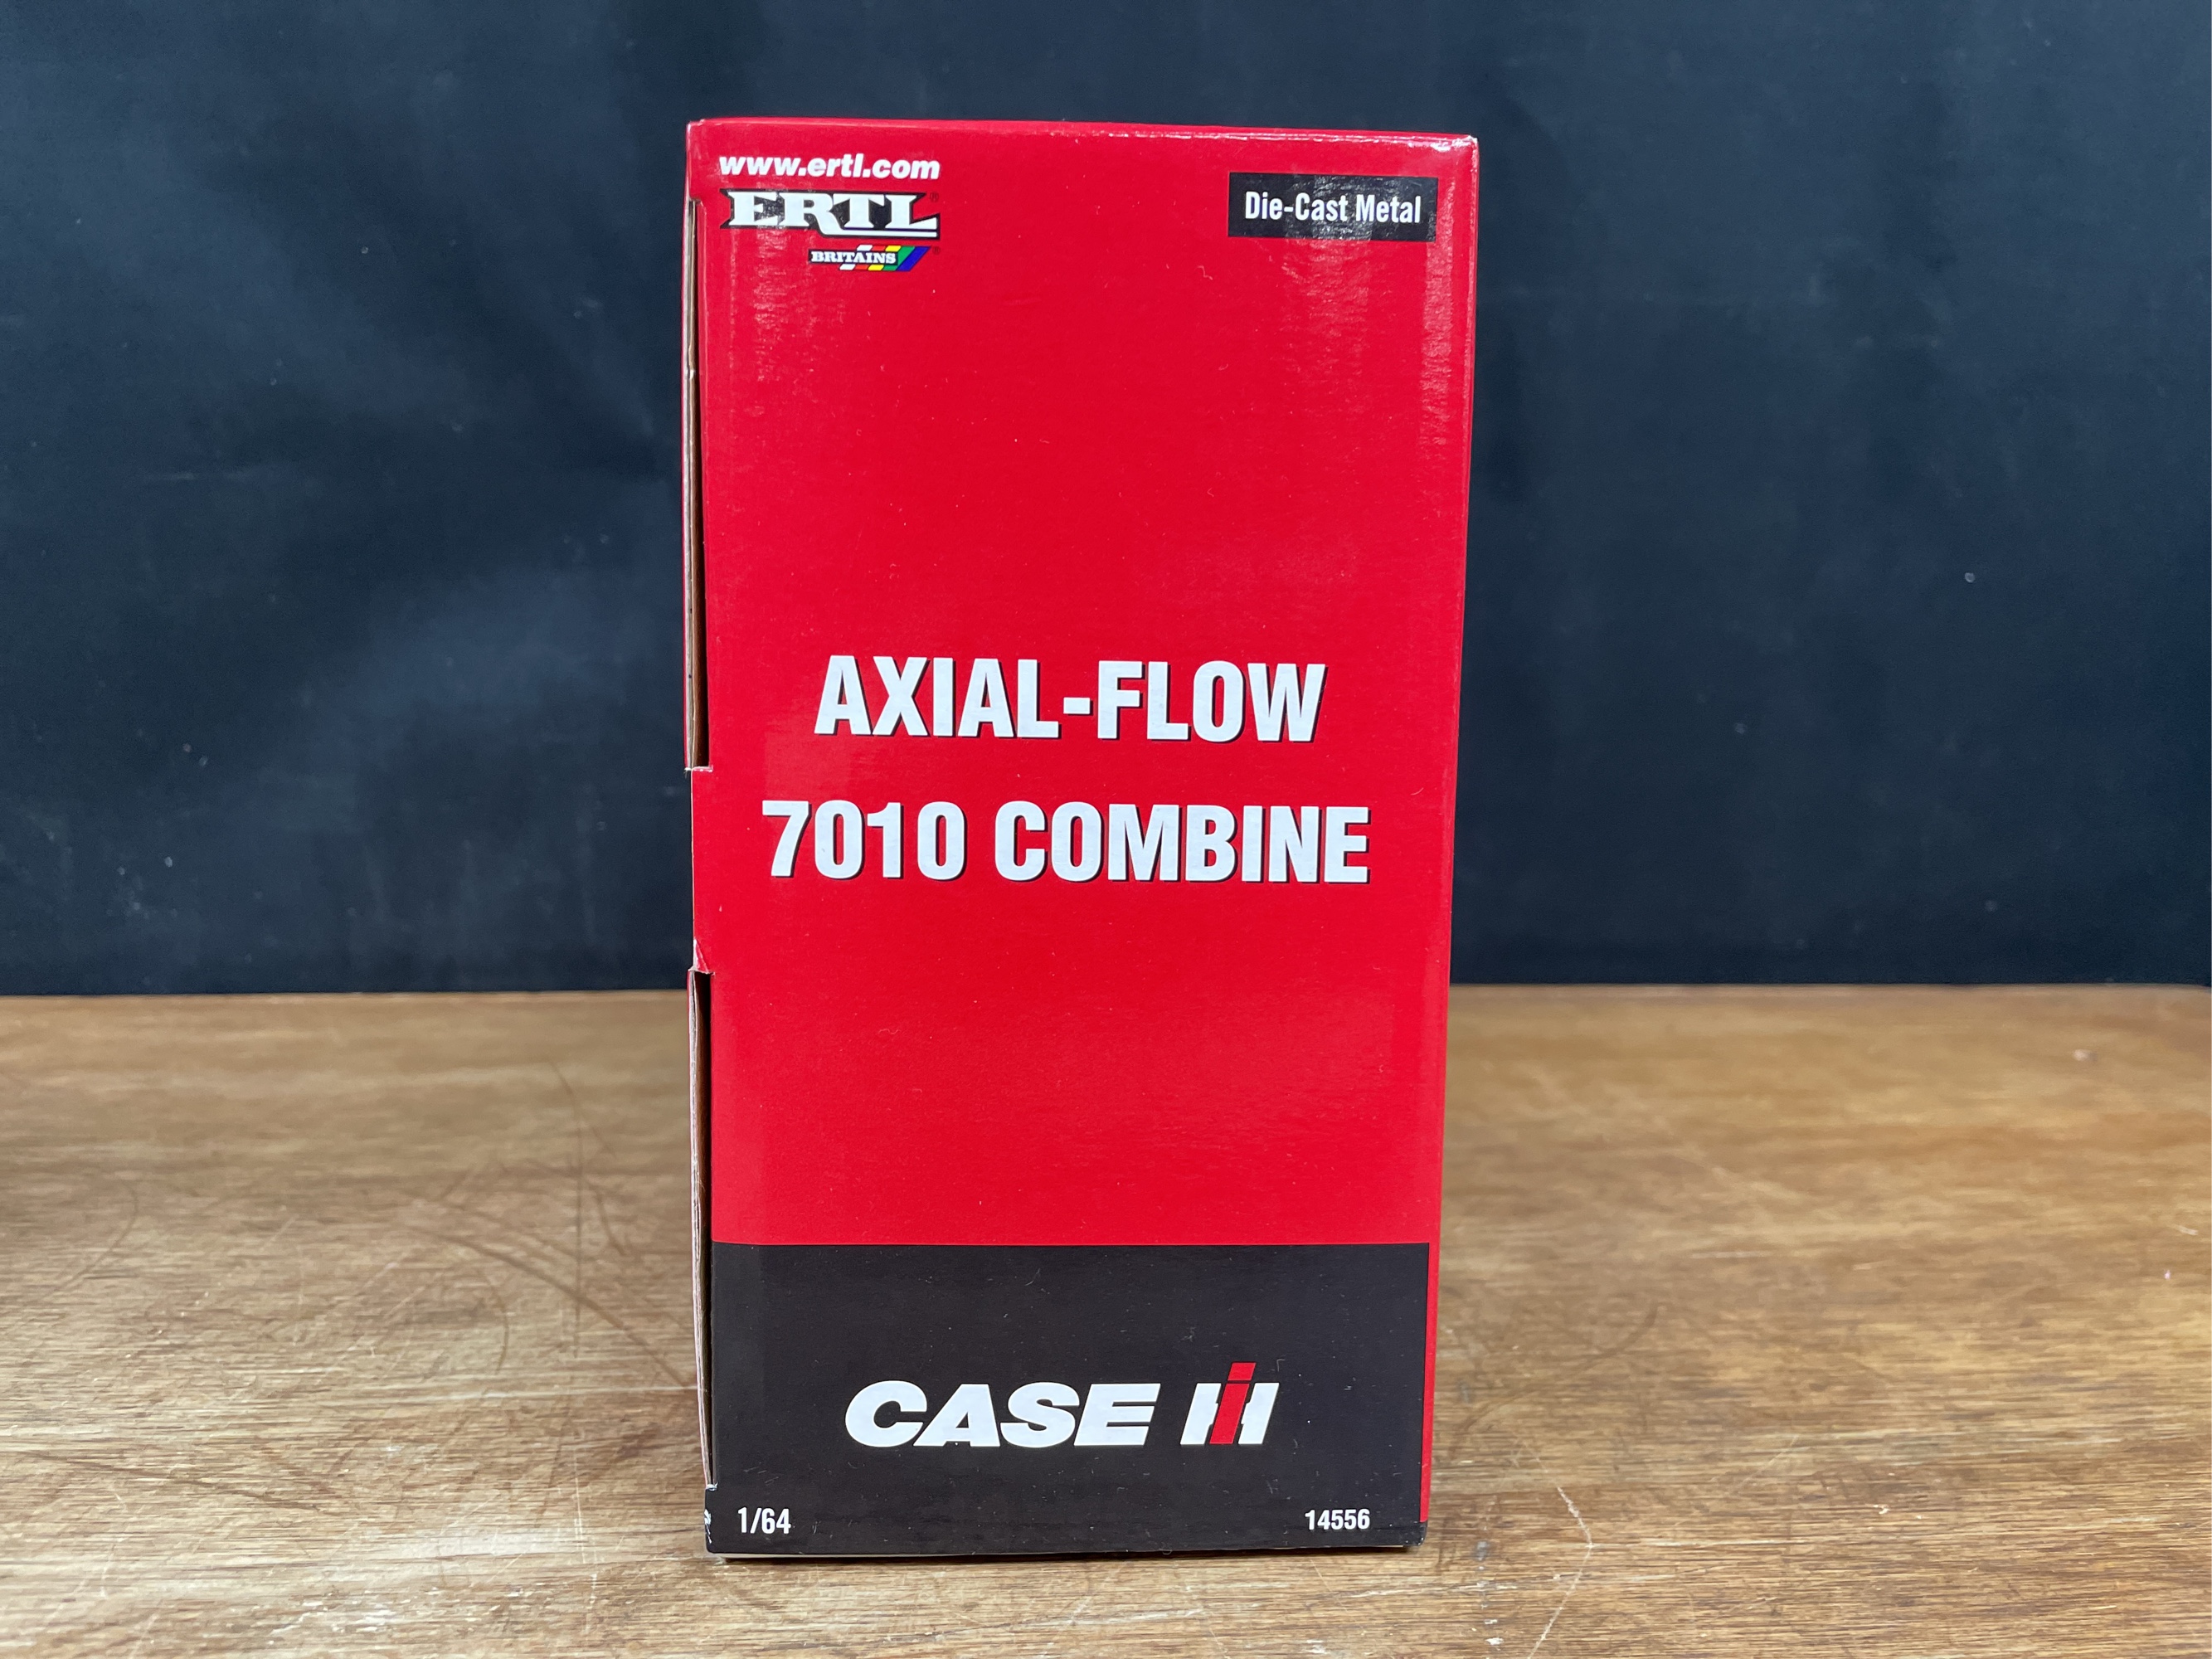 www.ertl.com
ERTL®
BRITAINS
Die-Cast Metal
AXIAL-FLOW
7010 COMBINE
CASE IH
1/64
14556